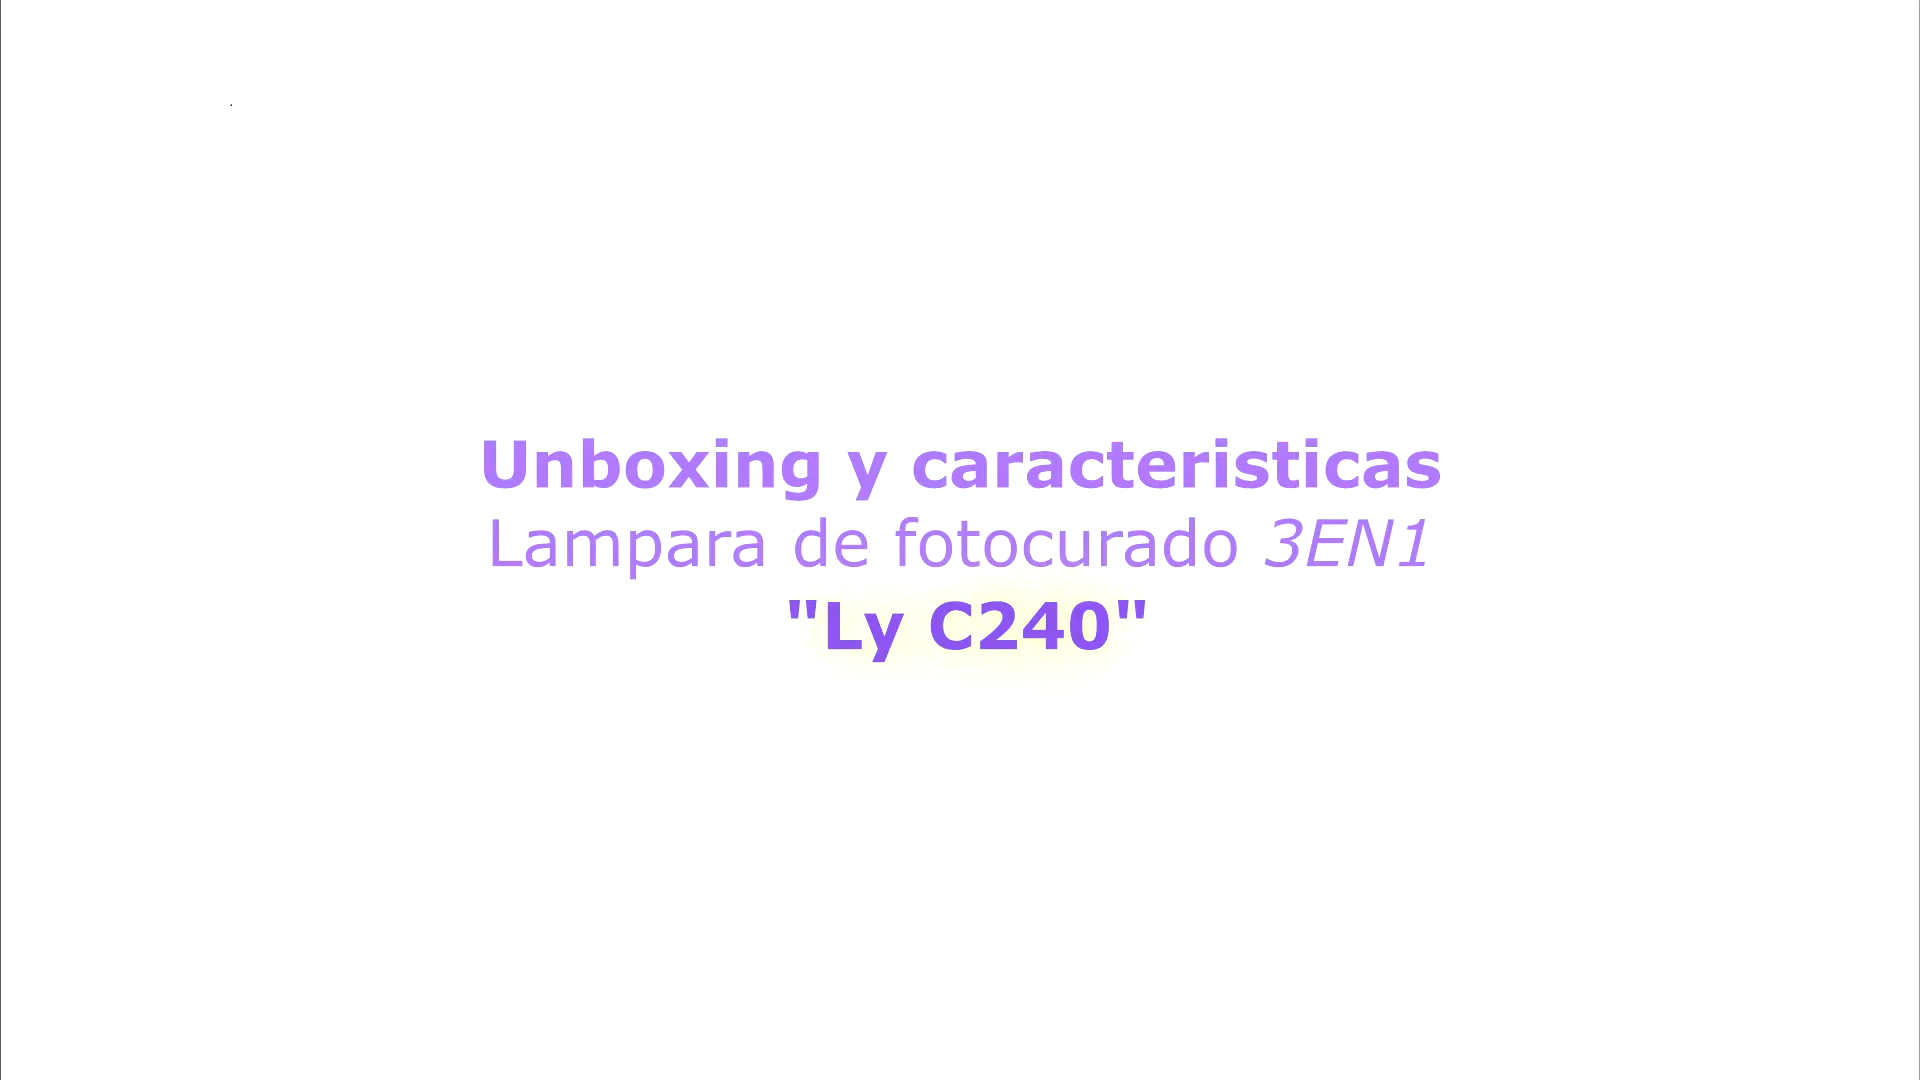 Unboxing y caracteristicas
Lampara de fotocurado 3EN1
"Ly C240"